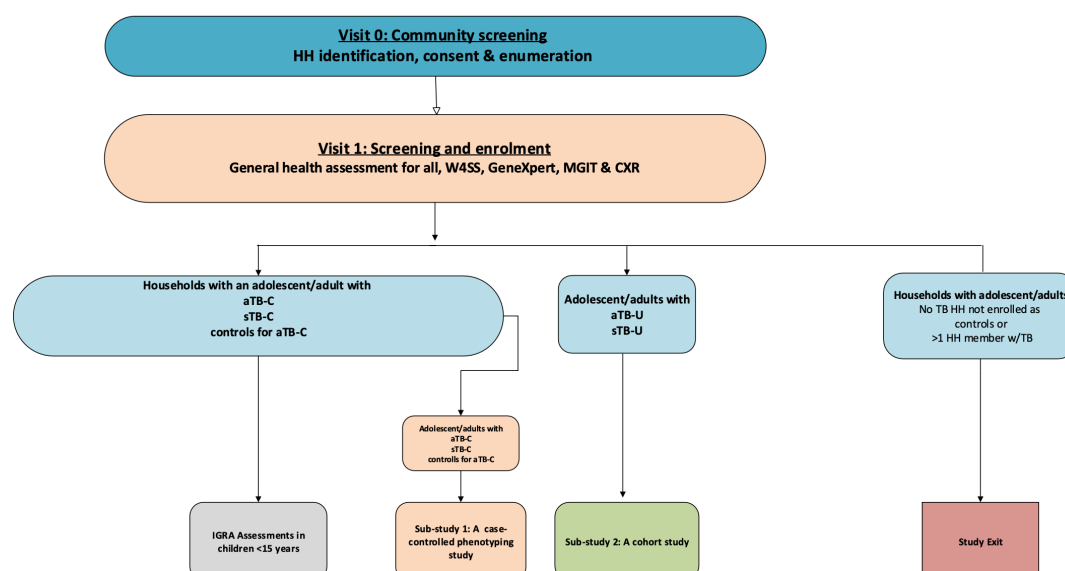 Visit 0: Community screening
HH identification, consent & enumeration
Visit 1: Screening and enrolment
General health assessment for all, W4SS, GeneXpert, MGIT & CXR
Households with an adolescent/adult with
aTB-C
sTB-C
controls for aTB-C
Adolescent/adults with
aTB-U
sTB-U
Households with adolescent/adults
No TB HH not enrolled as
controls or
>1 HH member w/TB
Adolescent/adults with
aTB-C
sTB-C
controlls for aTB-C
IGRA Assessments in
children <15 years
Sub-study 1: A case-
controlled phenotyping
study
Sub-study 2: A cohort study
Study Exit